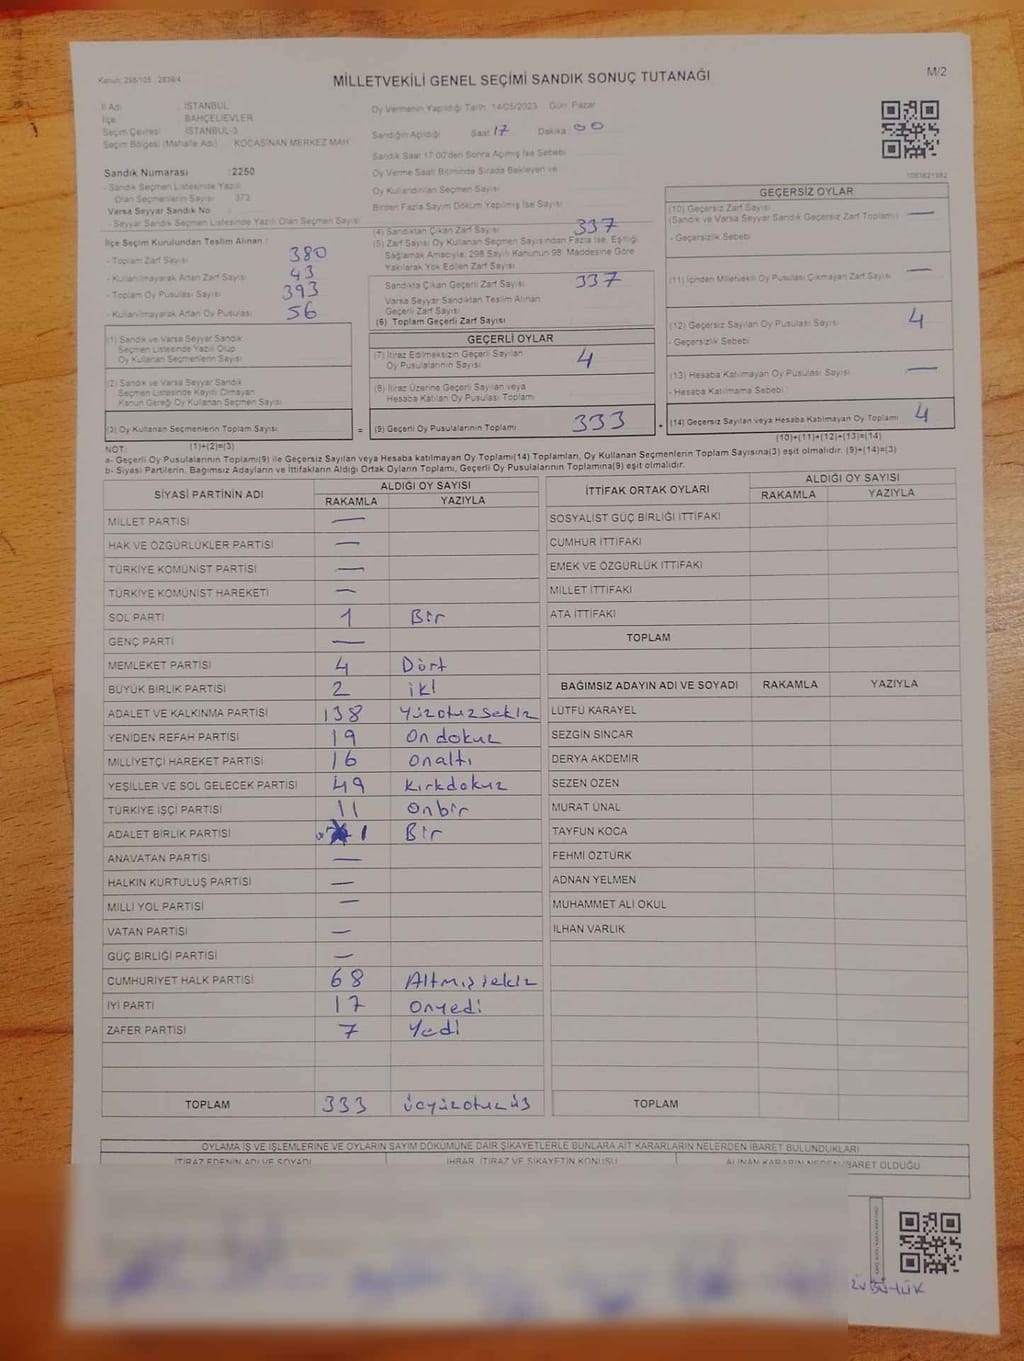 Kanun: 298/105 ; 2839/4
MİLLETVEKİLİ GENEL SEÇİMİ SANDIK SONUÇ TUTANAĞI
M/2
İl Adı : İSTANBUL
İlçe BAHÇELİEVLER
Seçim Çevresi İSTANBUL-3
Seçim Bölgesi (Mahalle Adı) KOCASİNAN MERKEZ MAH
Sandık Numarası :2250
- Sandık Seçmen Listesinde Yazılı
Olan Seçmenlerin Sayısı : 373
Varsa Seyyar Sandık No
- Seyyar Sandık Seçmen Listesinde Yazılı Olan Seçmen Sayısı
Oy Vermenin Yapıldığı Tarih: 14/05/2023 Gün: Pazar
Sandığın Açıldığı Saat: 17 Dakika: 00
Sandık Saat 17:00'den Sonra Açımış İse Sebebi
Oy Verme Saati Bitiminde Sırada Bekleyen ve
Oy Kullandırılan Seçmen Sayısı
Birden Fazla Sayım Döküm Yapılmış İse Sayısı
İlçe Seçim Kurulundan Teslim Alınan :
- Toplam Zarf Sayısı 380
- Kullanılmayarak Artan Zarf Sayısı 43
- Toplam Oy Pusulası Sayısı 393
- Kullanılmayarak Artan Oy Pusulası 56
(1) Sandık ve Varsa Seyyar Sandık
Seçmen Listesinde Yazılı Olup
Oy Kullanan Seçmenlerin Sayısı
(2) Sandık ve Varsa Seyyar Sandık
Seçmen Listesinde Kayıtlı Olmayan
Kanun Gereği Oy Kullanan Seçmen Sayısı
(3) Oy Kullanan Seçmenlerin Toplam Sayısı
(1)+(2)=(3)
(4) Sandıktan Çıkan Zarf Sayısı 337
(5) Zarf Sayısı Oy Kullanan Seçmen Sayısından Fazla İse, Eşitliği
Sağlamak Amacıyla; 298 Sayılı Kanunun 98. Maddesine Göre
Yakılarak Yok Edilen Zarf Sayısı
Sandıkta Çıkan Geçerli Zarf Sayısı 337
Varsa Seyyar Sandıktan Teslim Alınan
Geçerli Zarf Sayısı
(6) Toplam Geçerli Zarf Sayısı
GEÇERLİ OYLAR
(7) İtiraz Edilmeksizin Geçerli Sayılan
Oy Pusulalarının Sayısı 4
(8) İtiraz Üzerine Geçerli Sayılan veya
Hesaba Katılan Oy Pusulası Toplamı
= (9) Geçerli Oy Pusulalarının Toplamı 333 +
1083821982
GEÇERSİZ OYLAR
(10) Geçersiz Zarf Sayısı
(Sandık ve Varsa Seyyar Sandık Geçersiz Zarf Toplamı) —
- Geçersizlik Sebebi
(11) İçinden Milletvekili Oy Pusulası Çıkmayan Zarf Sayısı —
(12) Geçersiz Sayılan Oy Pusulası Sayısı 4
- Geçersizlik Sebebi
(13) Hesaba Katılmayan Oy Pusulası Sayısı —
- Hesaba Katılmama Sebebi
(14) Geçersiz Sayılan veya Hesaba Katılmayan Oy Toplamı 4
(10)+(11)+(12)+(13)=(14)
NOT:
a- Geçerli Oy Pusulalarının Toplamı(9) ile Geçersiz Sayılan veya Hesaba katılmayan Oy Toplamı(14) Toplamları, Oy Kullanan Seçmenlerin Toplam Sayısına(3) eşit olmalıdır. (9)+(14)=(3)
b- Siyasi Partilerin, Bağımsız Adayların ve İttifakların Aldığı Ortak Oyların Toplamı, Geçerli Oy Pusulalarının Toplamına(9) eşit olmalıdır.
SİYASİ PARTİNİN ADI ALDIĞI OY SAYISI
RAKAMLA YAZIYLA
MİLLET PARTİSİ —
HAK VE ÖZGÜRLÜKLER PARTİSİ —
TÜRKİYE KOMÜNİST PARTİSİ —
TÜRKİYE KOMÜNİST HAREKETİ —
SOL PARTİ 1 Bir
GENÇ PARTİ —
MEMLEKET PARTİSİ 4 Dört
BÜYÜK BİRLİK PARTİSİ 2 iki
ADALET VE KALKINMA PARTİSİ 138 Yüzotuzsekiz
YENİDEN REFAH PARTİSİ 19 On dokuz
MİLLİYETÇİ HAREKET PARTİSİ 16 onaltı
YEŞİLLER VE SOL GELECEK PARTİSİ 49 Kırkdokuz
TÜRKİYE İŞÇİ PARTİSİ 11 Onbir
ADALET BİRLİK PARTİSİ 1 Bir
ANAVATAN PARTİSİ —
HALKIN KURTULUŞ PARTİSİ —
MİLLİ YOL PARTİSİ —
VATAN PARTİSİ —
GÜÇ BİRLİĞİ PARTİSİ —
CUMHURİYET HALK PARTİSİ 68 Altmışsekiz
İYİ PARTİ 17 Onyedi
ZAFER PARTİSİ 7 Yedi
TOPLAM 333 üçyüzotuzüç
İTTİFAK ORTAK OYLARI ALDIĞI OY SAYISI
RAKAMLA YAZIYLA
SOSYALİST GÜÇ BİRLİĞİ İTTİFAKI
CUMHUR İTTİFAKI
EMEK VE ÖZGÜRLÜK İTTİFAKI
MİLLET İTTİFAKI
ATA İTTİFAKI
TOPLAM
BAĞIMSIZ ADAYIN ADI VE SOYADI RAKAMLA YAZIYLA
LÜTFÜ KARAYEL
SEZGİN SİNCAR
DERYA AKDEMİR
SEZEN ÖZEN
MURAT ÜNAL
TAYFUN KOCA
FEHMİ ÖZTÜRK
ADNAN YELMEN
MUHAMMET ALİ OKUL
İLHAN VARLIK
TOPLAM
OYLAMA İŞ VE İŞLEMLERİNE VE OYLARIN SAYIM DÖKÜMÜNE DAİR ŞİKAYETLERLE BUNLARA AİT KARARLARIN NELERDEN İBARET BULUNDUKLARI
İTİRAZ EDENİN ADI VE SOYADI İHBAR, İTİRAZ VE ŞİKAYETİN KONUSU ALINAN KARARIN NEDEN İBARET OLDUĞU